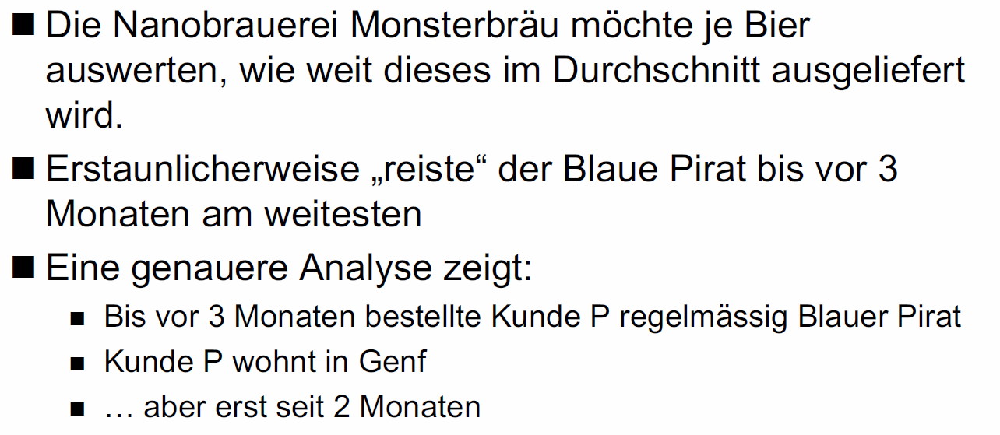 ■ Die Nanobrauerei Monsterbräu möchte je Bier
auswerten, wie weit dieses im Durchschnitt ausgeliefert
wird.
■ Erstaunlicherweise „reiste“ der Blaue Pirat bis vor 3
Monaten am weitesten
■ Eine genauere Analyse zeigt:
■ Bis vor 3 Monaten bestellte Kunde P regelmässig Blauer Pirat
■ Kunde P wohnt in Genf
■ … aber erst seit 2 Monaten